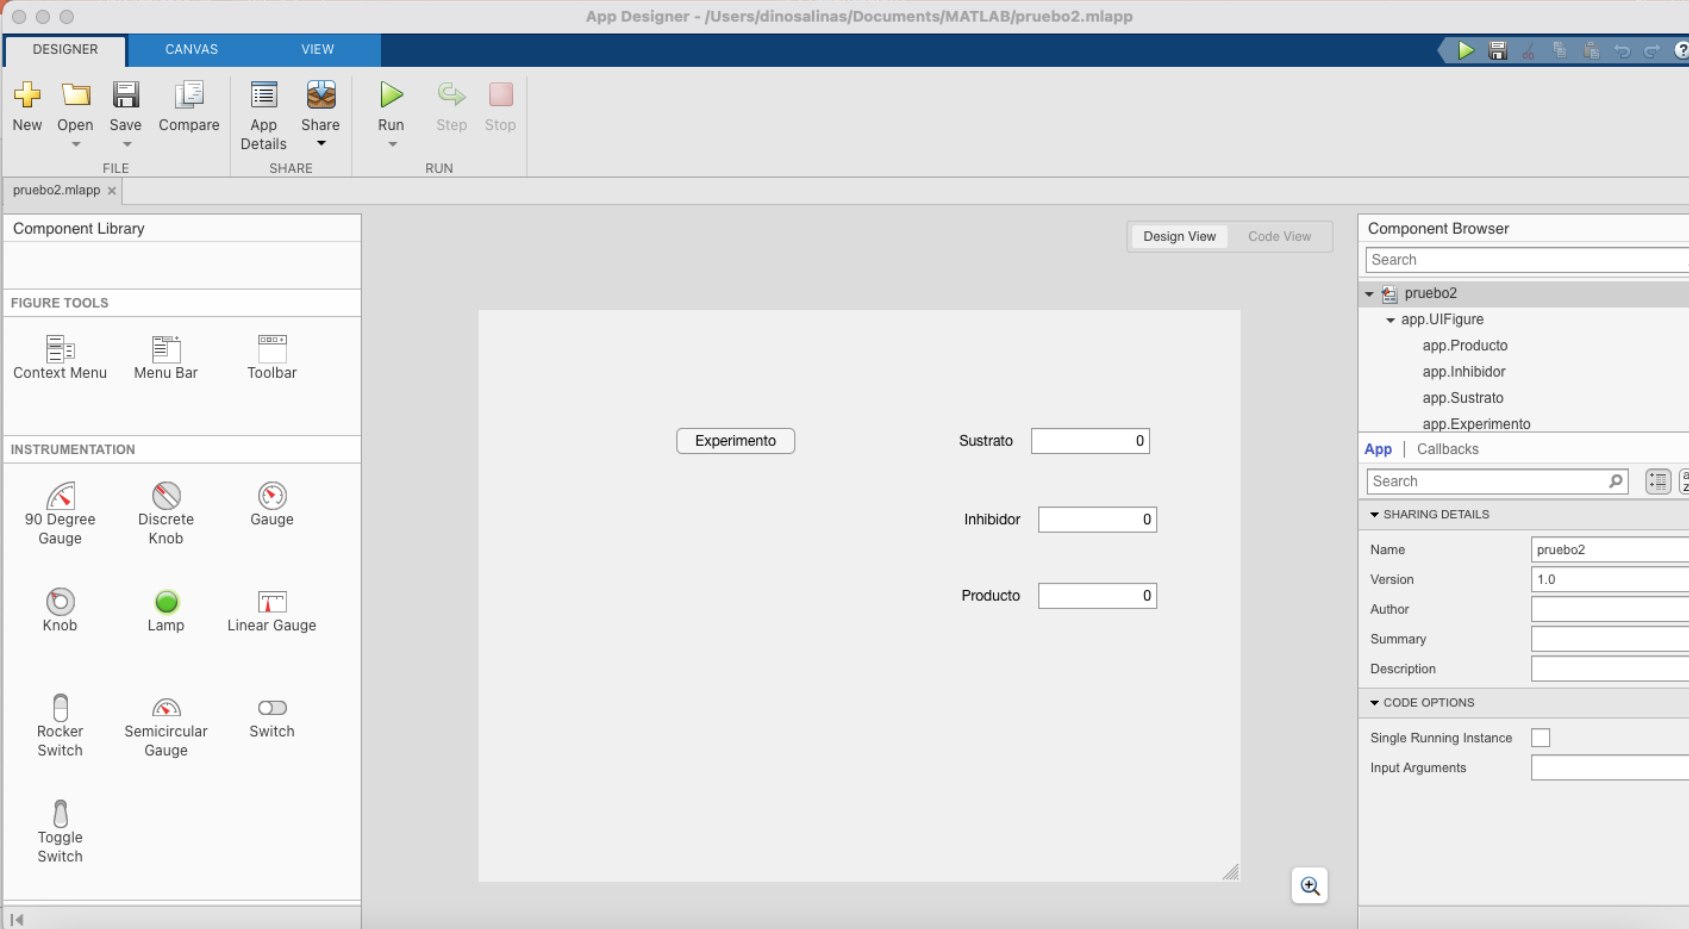 App Designer - /Users/dinosalinas/Documents/MATLAB/pruebo2.mlapp
DESIGNER
CANVAS
VIEW
New
Open
Save
Compare
App
Details
Share
Run
Step
Stop
FILE
SHARE
RUN
pruebo2.mlapp
Component Library
FIGURE TOOLS
Context Menu
Menu Bar
Toolbar
INSTRUMENTATION
90 Degree
Gauge
Discrete
Knob
Gauge
Knob
Lamp
Linear Gauge
Rocker
Switch
Semicircular
Gauge
Switch
Toggle
Switch
Design View
Code View
Experimento
Sustrato 0
Inhibidor 0
Producto 0
Component Browser
Search
pruebo2
app.UIFigure
app.Producto
app.Inhibidor
app.Sustrato
app.Experimento
App | Callbacks
Search
SHARING DETAILS
Name pruebo2
Version 1.0
Author
Summary
Description
CODE OPTIONS
Single Running Instance
Input Arguments